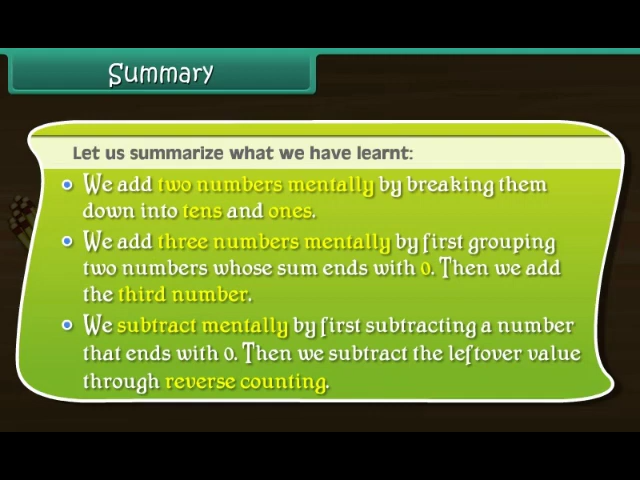 Summary
Let us summarize what we have learnt:
We add two numbers mentally by breaking them
down into tens and ones.
We add three numbers mentally by first grouping
two numbers whose sum ends with 0. Then we add
the third number.
We subtract mentally by first subtracting a number
that ends with 0. Then we subtract the leftover value
through reverse counting.